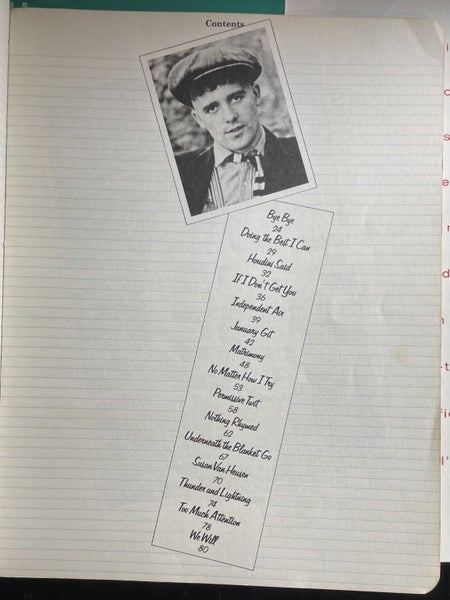 Contents
Bye Bye
24
Doing the Best I Can
29
Houdini Said
32
If I Don't Get You
36
Independent Air
39
January Git
42
Matrimony
48
No Matter How I Try
53
Permissive Twit
58
Nothing Rhymed
62
Underneath the Blanket Go
67
Susan Van Heusen
70
Thunder and Lightning
74
Too Much Attention
78
We Will
80